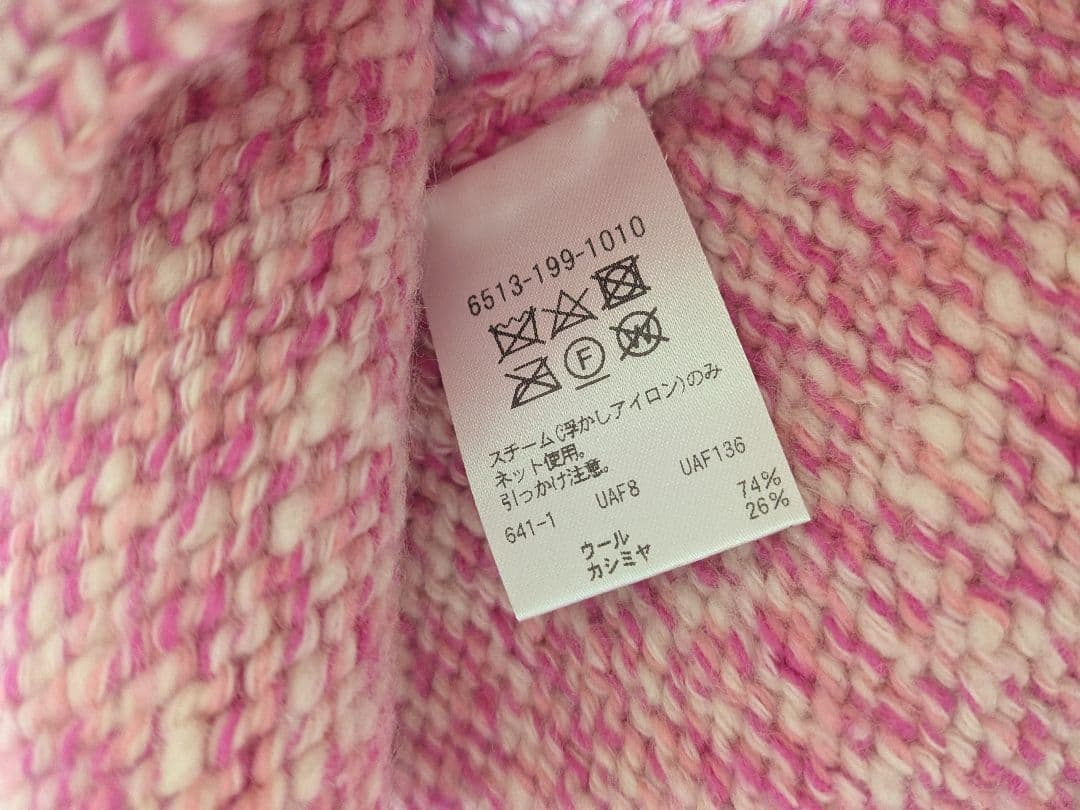 6513-199-1010
F
W
スチーム(浮かしアイロン)のみ
ネット使用。
引っかけ注意。
641-1 UAF8 UAF136
ウール 74%
カシミヤ 26%